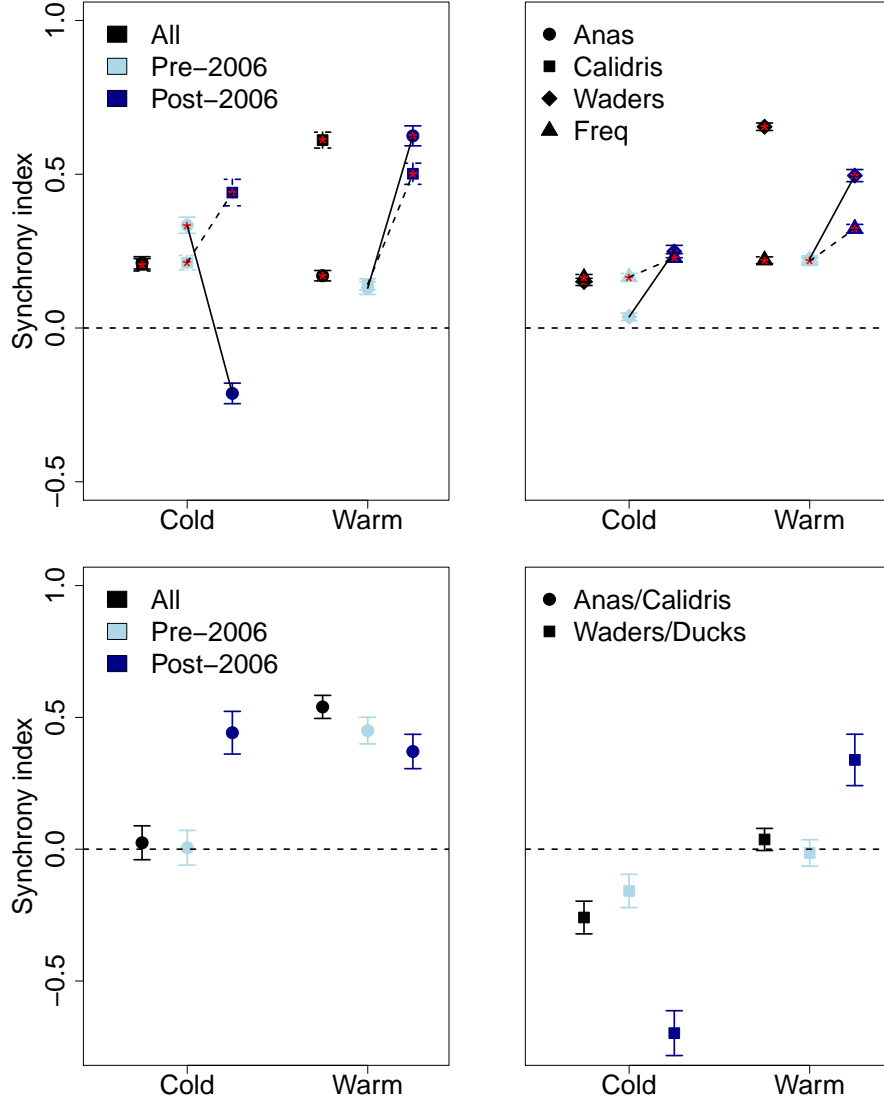 Synchrony index
1.0
0.5
0.0
−0.5
All
Pre−2006
Post−2006
Cold
Warm
Anas
Calidris
Waders
Freq
Cold
Warm
Synchrony index
1.0
0.5
0.0
−0.5
All
Pre−2006
Post−2006
Cold
Warm
Anas/Calidris
Waders/Ducks
Cold
Warm